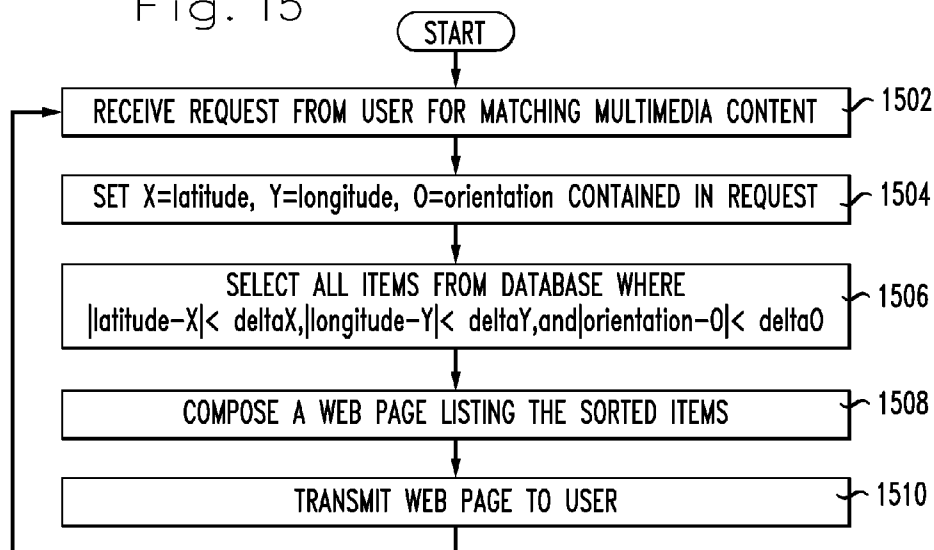 Fig. 15
START
RECEIVE REQUEST FROM USER FOR MATCHING MULTIMEDIA CONTENT
1502
SET X=latitude, Y=longitude, O=orientation CONTAINED IN REQUEST
1504
SELECT ALL ITEMS FROM DATABASE WHERE
|latitude-X|< deltaX,|longitude-Y|< deltaY,and|orientation-O|< deltaO
1506
COMPOSE A WEB PAGE LISTING THE SORTED ITEMS
1508
TRANSMIT WEB PAGE TO USER
1510